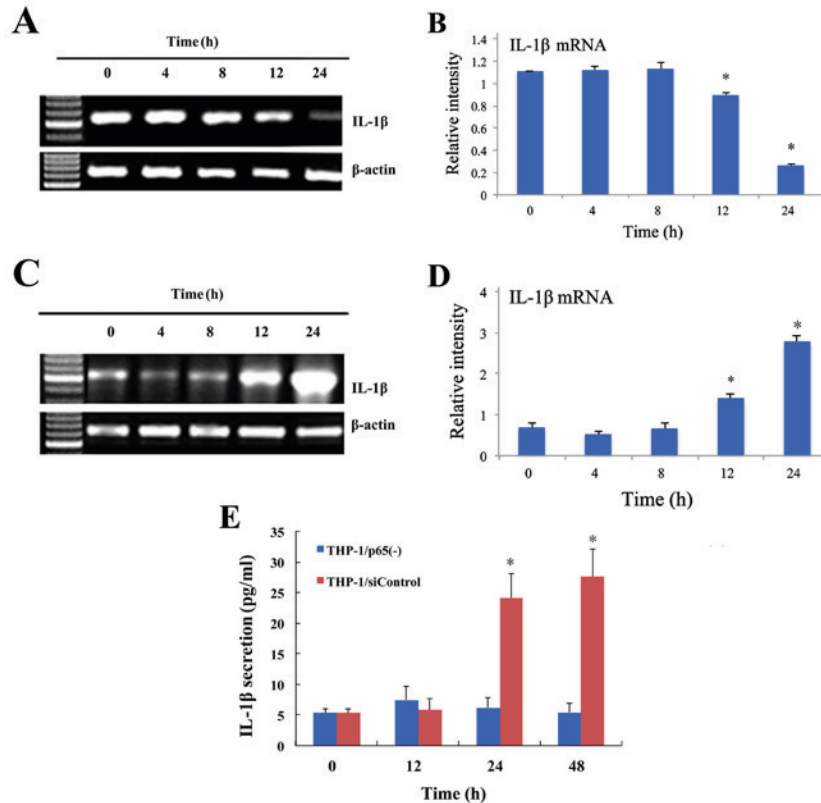 A
Time (h)
0 4 8 12 24
IL-1β
β-actin
B
IL-1β mRNA
Relative intensity
1.4
1.2
1
0.8
0.6
0.4
0.2
0
*
*
0 4 8 12 24
Time (h)
C
Time (h)
0 4 8 12 24
IL-1β
β-actin
D
IL-1β mRNA
Relative intensity
4
3
2
1
0
*
*
0 4 8 12 24
Time (h)
E
THP-1/p65(-)
THP-1/siControl
IL-1β secretion (pg/ml)
35
30
25
20
15
10
5
0
*
*
0 12 24 48
Time (h)